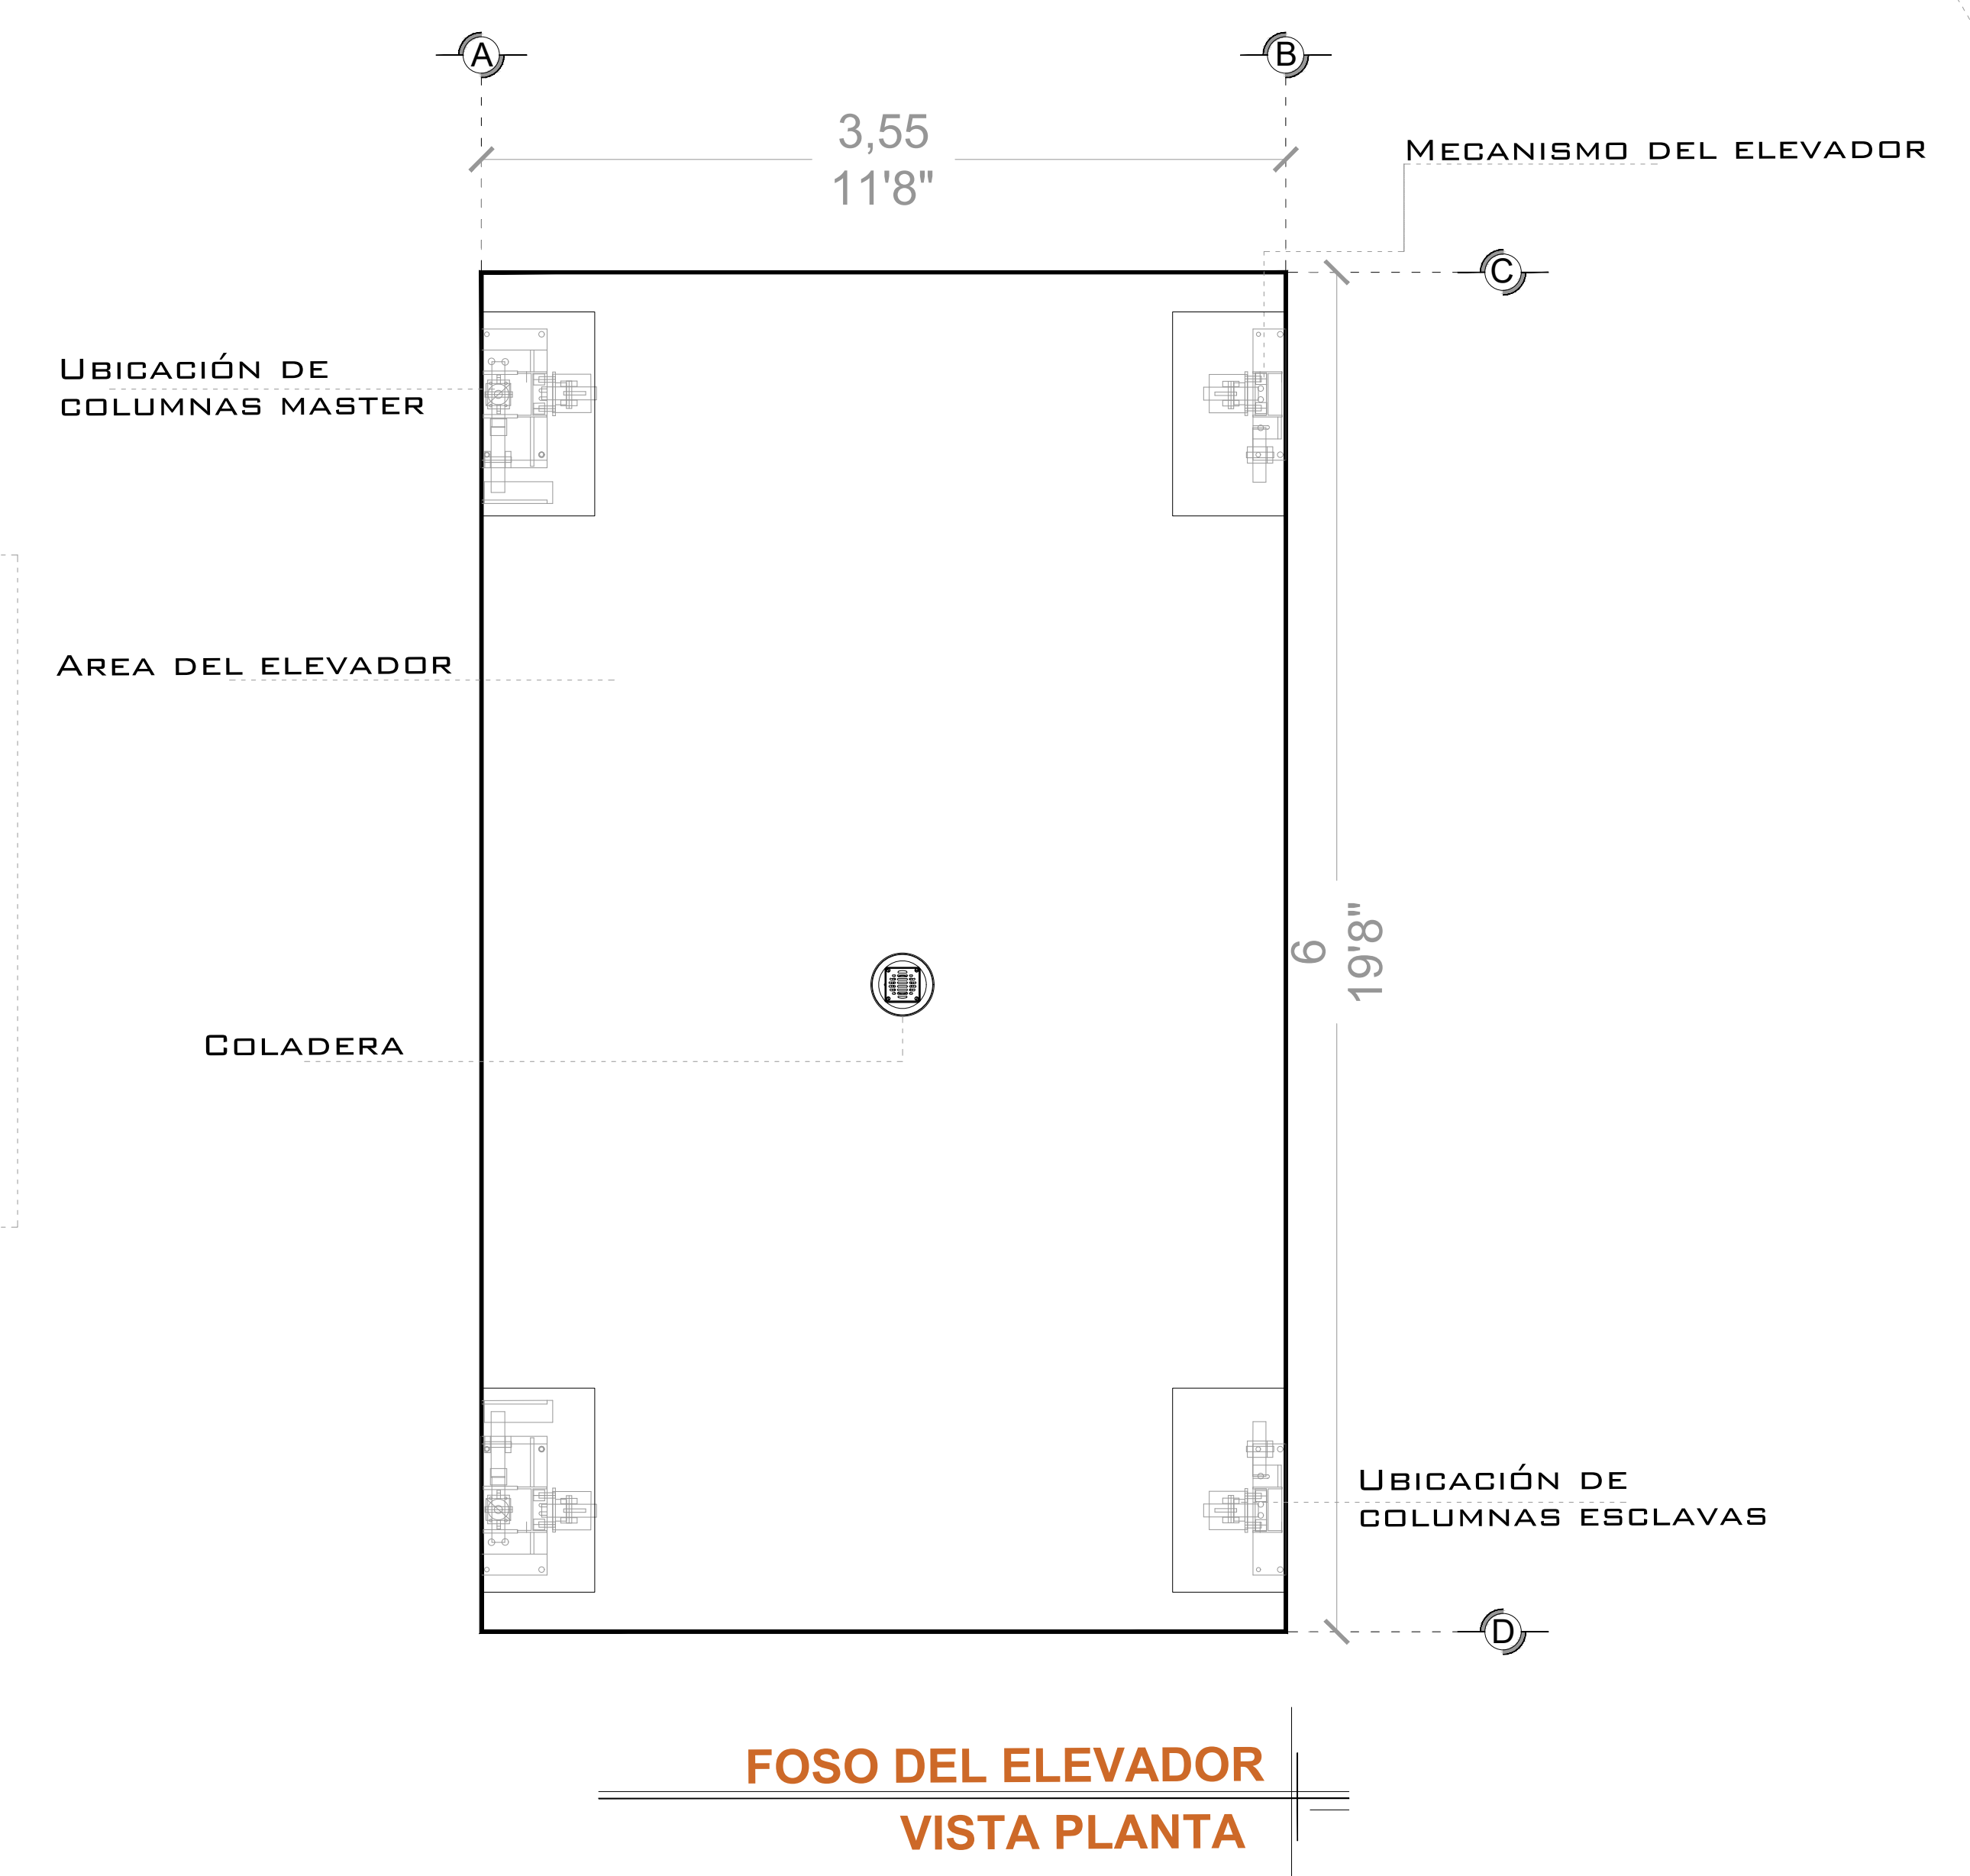 A
B
3,55
11'8"
MECANISMO DEL ELEVADOR
C
UBICACIÓN DE
COLUMNAS MASTER
AREA DEL ELEVADOR
6
19'8"
COLADERA
UBICACIÓN DE
COLUMNAS ESCLAVAS
D
FOSO DEL ELEVADOR
VISTA PLANTA